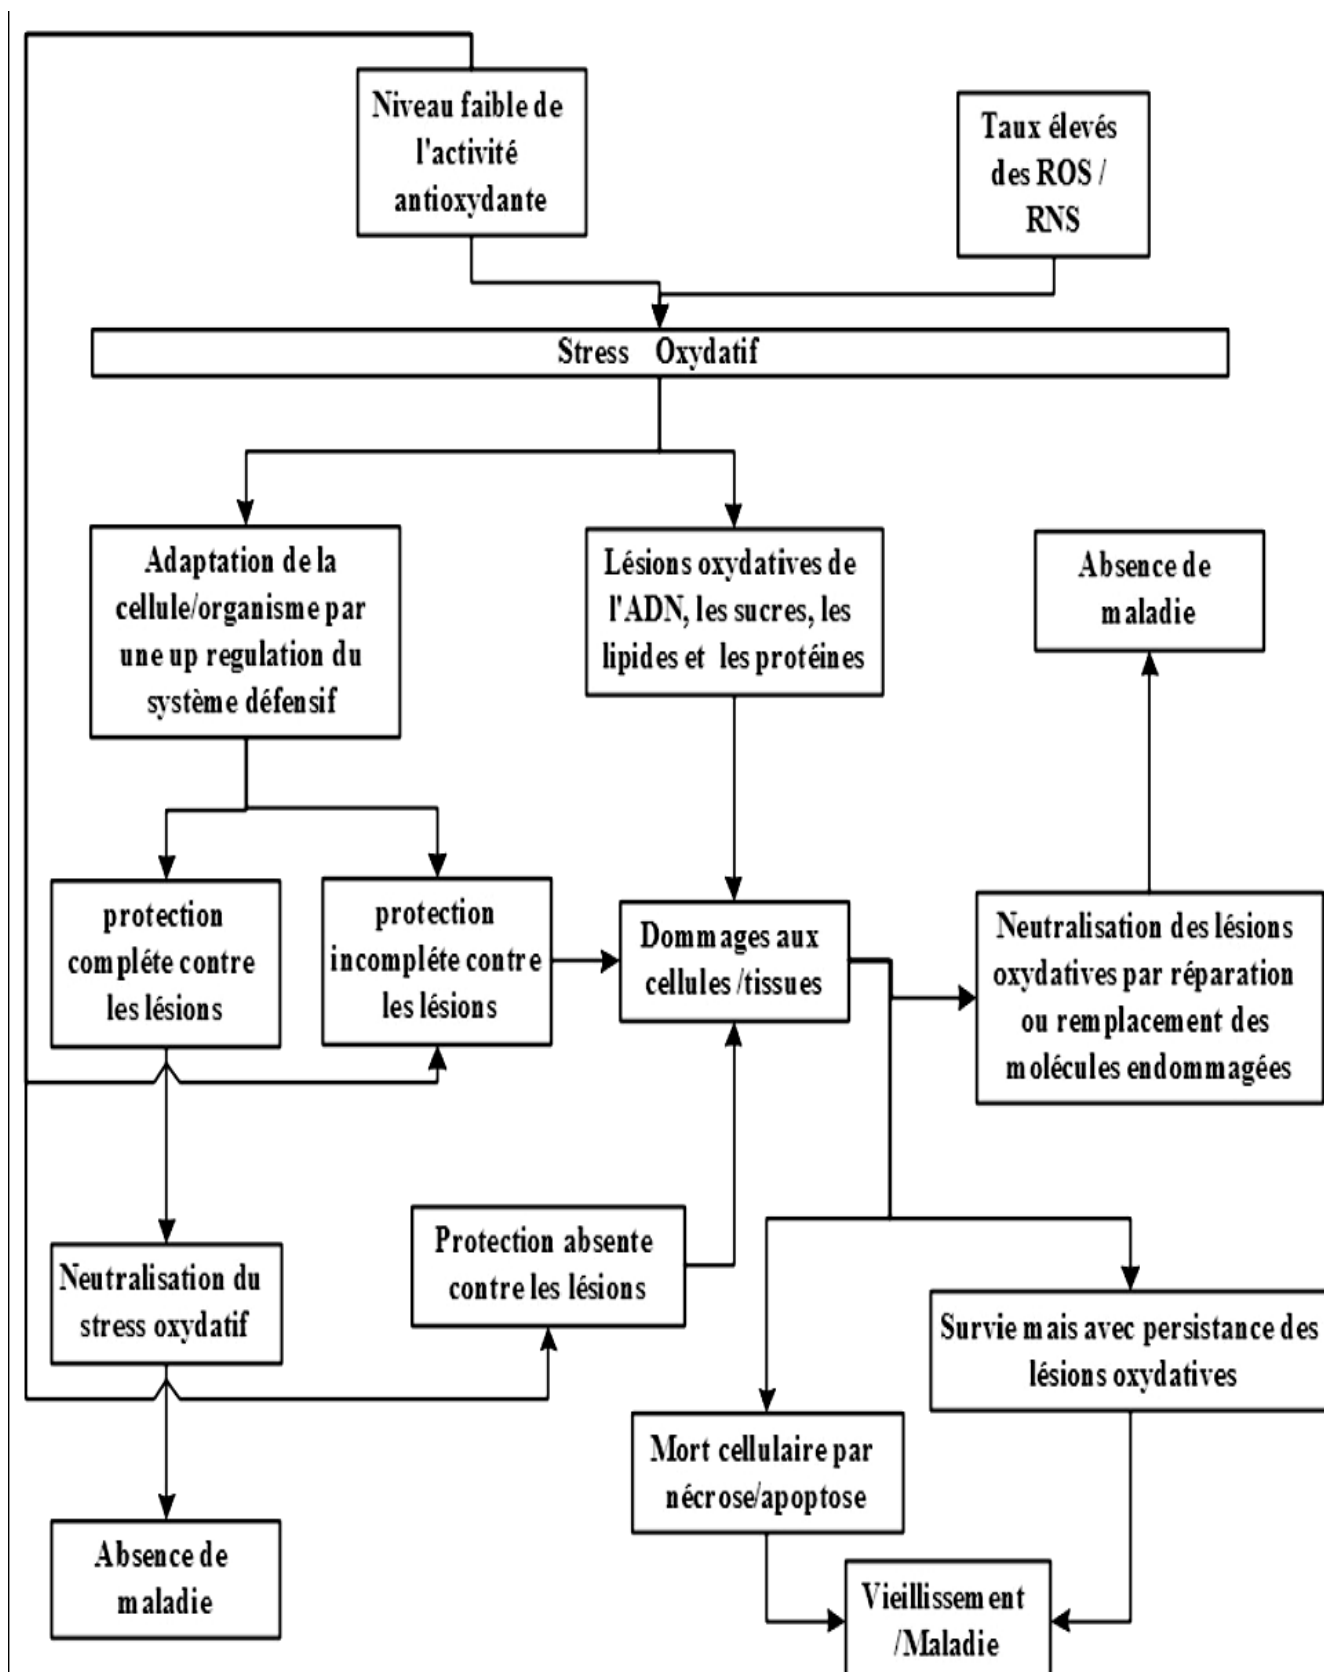 Niveau faible de
l'activité
antioxydante
Taux élevés
des ROS /
RNS
Stress Oxydatif
Adaptation de la
cellule/organisme par
une up regulation du
système défensif
Lésions oxydatives de
l'ADN, les sucres, les
lipides et les protéines
Absence de
maladie
protection
compléte contre
les lésions
protection
incompléte contre
les lésions
Dommages aux
cellules /tissues
Neutralisation des lésions
oxydatives par réparation
ou remplacement des
molécules endommagées
Neutralisation du
stress oxydatif
Protection absente
contre les lésions
Survie mais avec persistance des
lésions oxydatives
Mort cellulaire par
nécrose/apoptose
Absence de
maladie
Vieillissement
/Maladie